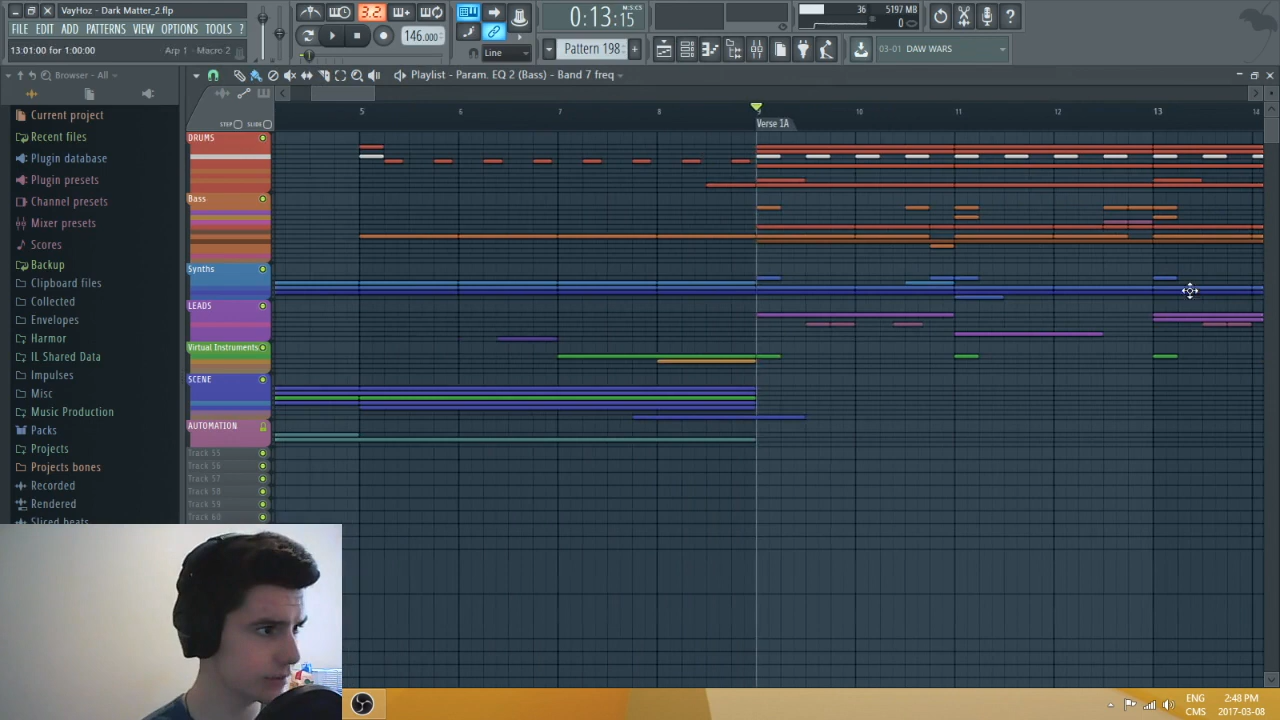 VayHoz - Dark Matter_2.flp
FILE EDIT ADD PATTERNS VIEW OPTIONS TOOLS ?
13:01:00 for 1:00:00 Arp 1 - Macro 2
3.2.
146.000
0:13:15
M:S:CS
Line
Pattern 198
36 5197 MB
0
03-01 DAW WARS
Browser - All
Playlist - Param. EQ 2 (Bass) - Band 7 freq
STEP SLIDE
5 6 7 8 9 10 11 12 13 14
Verse 1A
Current project
Recent files
Plugin database
Plugin presets
Channel presets
Mixer presets
Scores
Backup
Clipboard files
Collected
Envelopes
Harmor
IL Shared Data
Impulses
Misc
Music Production
Packs
Projects
Projects bones
Recorded
Rendered
Sliced beats
DRUMS
Bass
Synths
LEADS
Virtual Instruments
SCENE
AUTOMATION
Track 55
Track 56
Track 57
Track 58
Track 59
Track 60
ENG
CMS
2:48 PM
2017-03-08